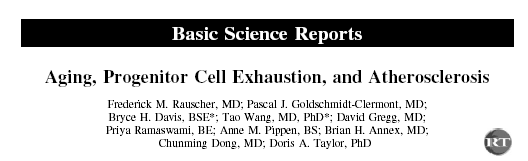 Basic Science Reports
Aging, Progenitor Cell Exhaustion, and Atherosclerosis
Frederick M. Rauscher, MD; Pascal J. Goldschmidt-Clermont, MD;
Bryce H. Davis, BSE*; Tao Wang, MD, PhD*; David Gregg, MD;
Priya Ramaswami, BE; Anne M. Pippen, BS; Brian H. Annex, MD;
Chunming Dong, MD; Doris A. Taylor, PhD
RT